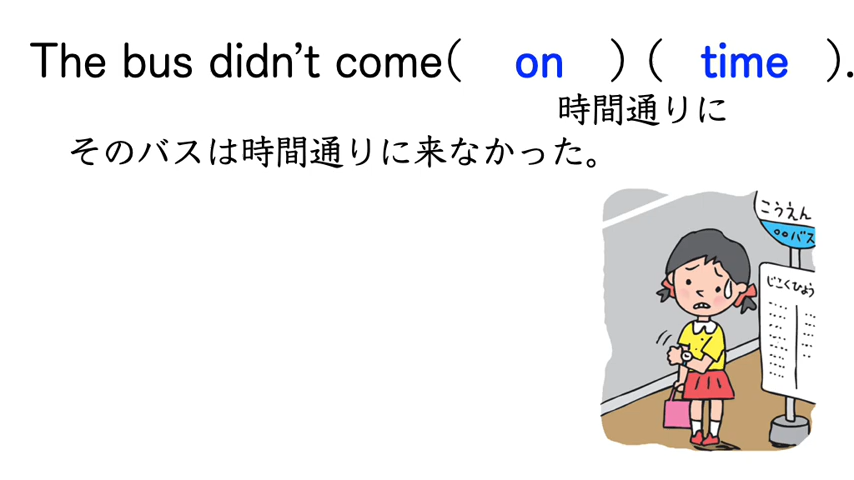 The bus didn't come( on ) ( time ).
時間通りに
そのバスは時間通りに来なかった。
こうえん
○○バス
じこくひょう